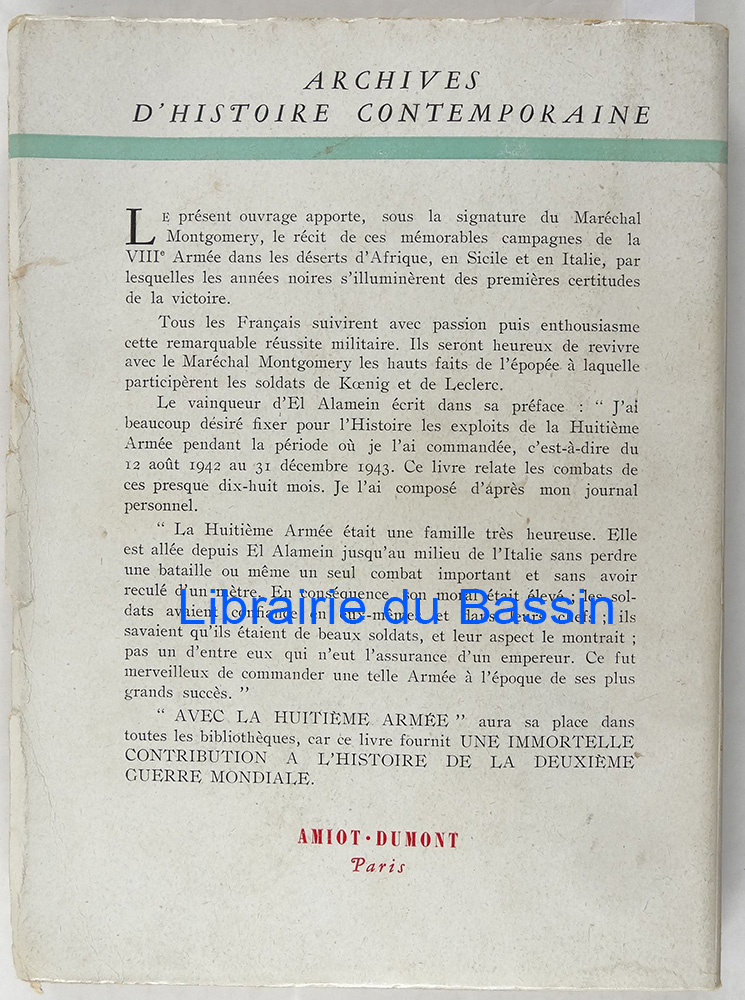 ARCHIVES
D'HISTOIRE CONTEMPORAINE
LE présent ouvrage apporte, sous la signature du Maréchal
Montgomery, le récit de ces mémorables campagnes de la
VIIIe Armée dans les déserts d'Afrique, en Sicile et en Italie, par
lesquelles les années noires s'illuminèrent des premières certitudes
de la victoire.
Tous les Français suivirent avec passion puis enthousiasme
cette remarquable réussite militaire. Ils seront heureux de revivre
avec le Maréchal Montgomery les hauts faits de l'épopée à laquelle
participèrent les soldats de Kœnig et de Leclerc.
Le vainqueur d'El Alamein écrit dans sa préface : " J'ai
beaucoup désiré fixer pour l'Histoire les exploits de la Huitième
Armée pendant la période où je l'ai commandée, c'est-à-dire du
12 août 1942 au 31 décembre 1943. Ce livre relate les combats de
ces presque dix-huit mois. Je l'ai composé d'après mon journal
personnel.
" La Huitième Armée était une famille très heureuse. Elle
est allée depuis El Alamein jusqu'au milieu de l'Italie sans perdre
une bataille ou même un seul combat important et sans avoir
reculé d'un mètre. En conséquence son moral était élevé ; les sol-
dats avaient confiance en eux-mêmes et dans leurs chefs ; ils
Librairie du Bassin
savaient qu'ils étaient de beaux soldats, et leur aspect le montrait ;
pas un d'entre eux qui n'eut l'assurance d'un empereur. Ce fut
merveilleux de commander une telle Armée à l'époque de ses plus
grands succès. "
" AVEC LA HUITIÈME ARMÉE " aura sa place dans
toutes les bibliothèques, car ce livre fournit UNE IMMORTELLE
CONTRIBUTION A L'HISTOIRE DE LA DEUXIÈME
GUERRE MONDIALE.
AMIOT·DUMONT
Paris